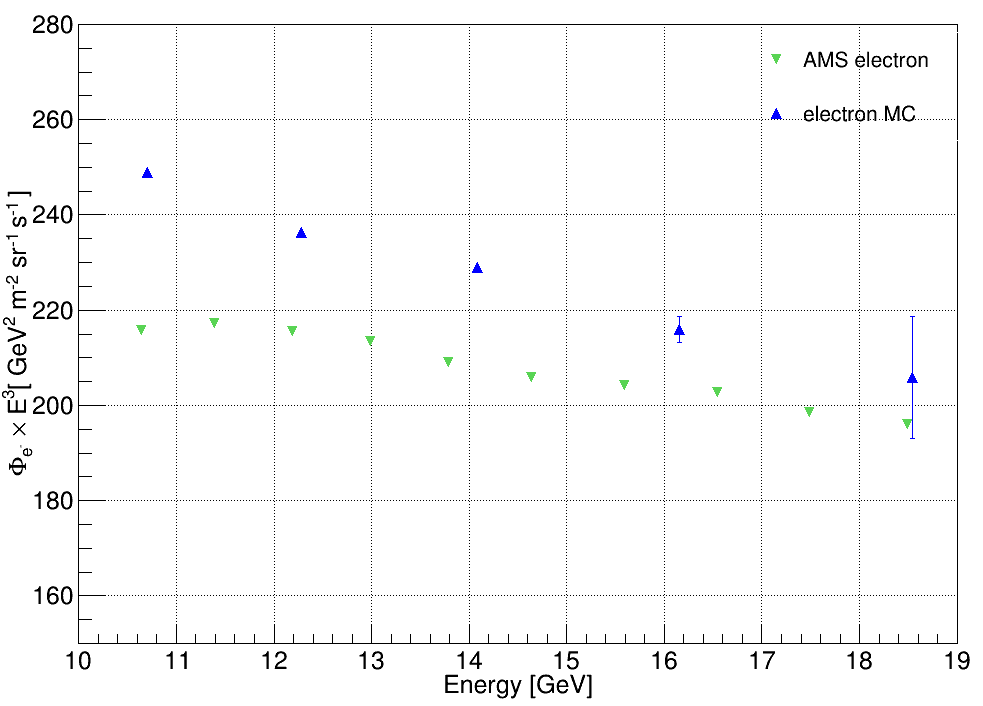 280
260
240
220
200
180
160
Φe- × E³[ GeV² m⁻² sr⁻¹ s⁻¹ ]
AMS electron
electron MC
10 11 12 13 14 15 16 17 18 19
Energy [GeV]